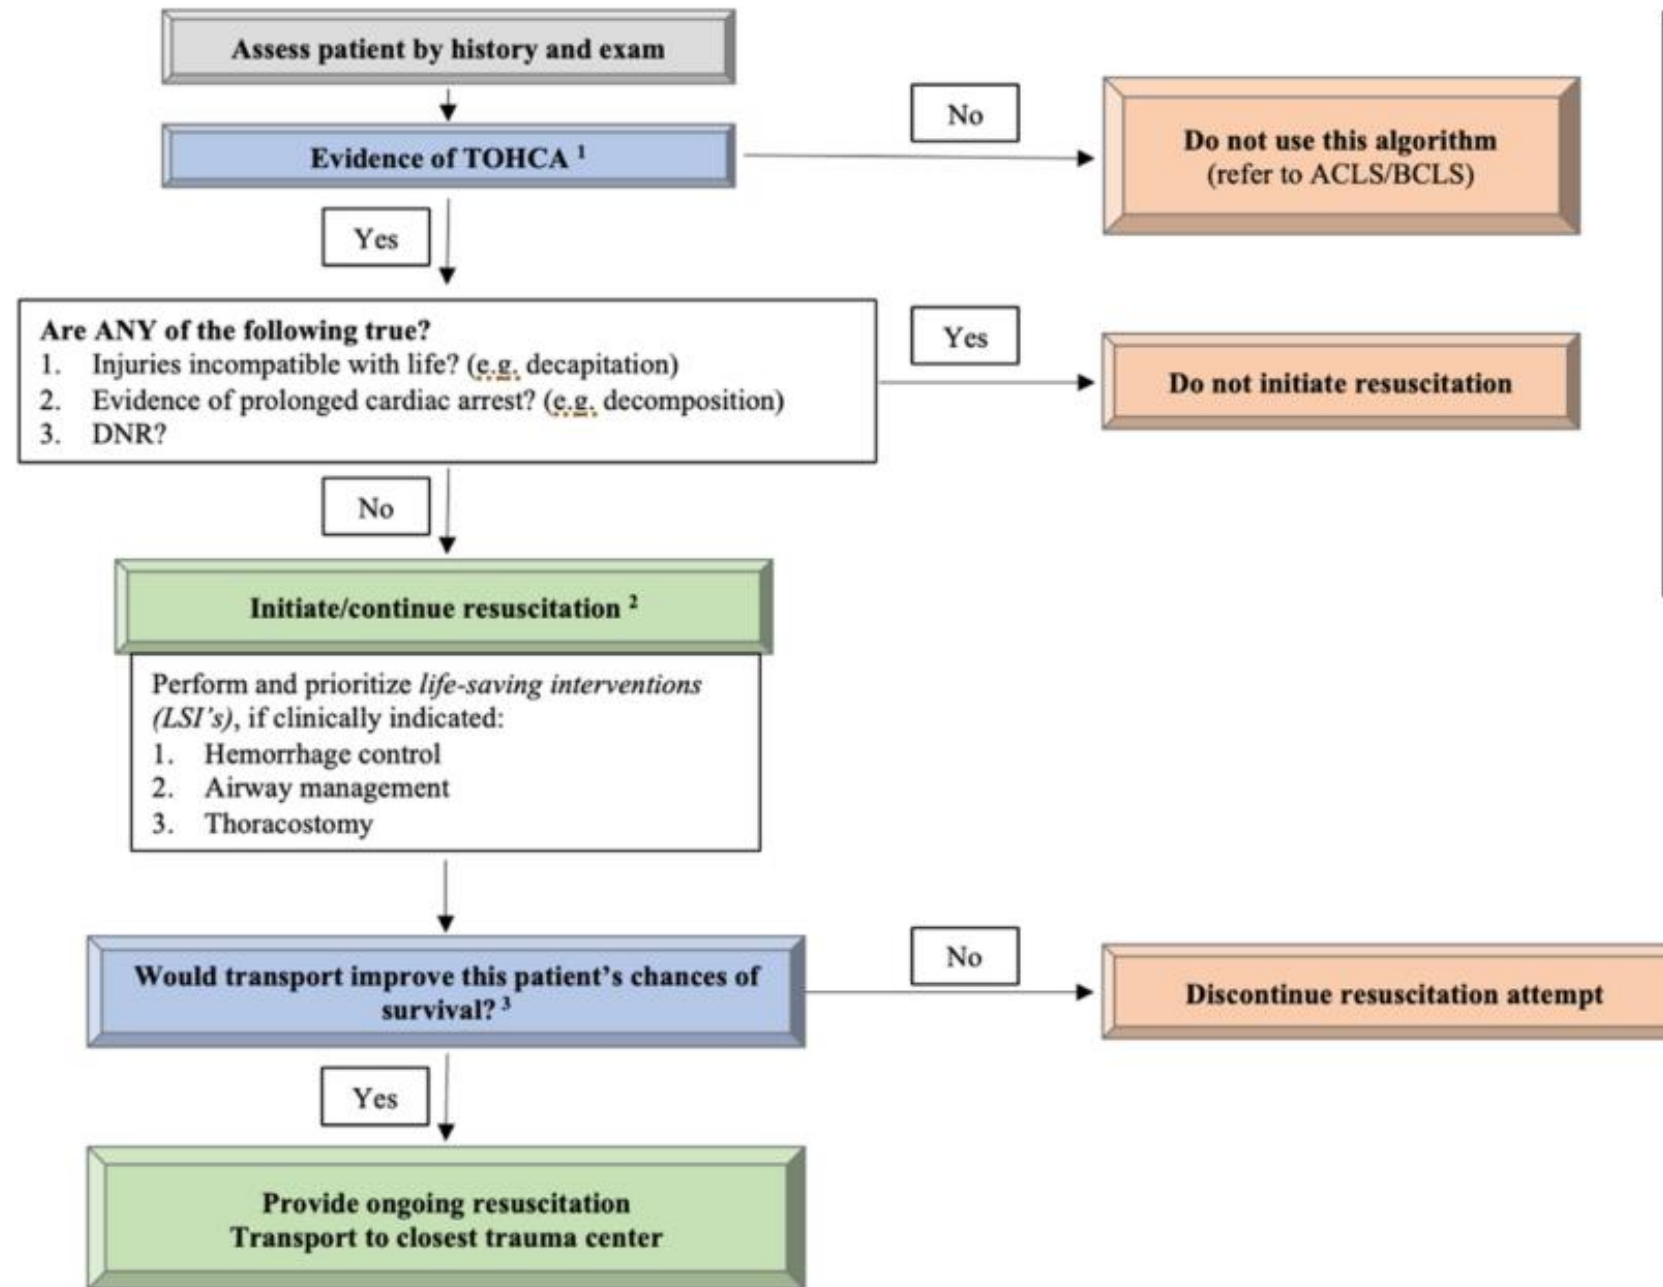 Assess patient by history and exam
Evidence of TOHCA ¹
No
Do not use this algorithm
(refer to ACLS/BCLS)
Yes
Are ANY of the following true?
1. Injuries incompatible with life? (e.g. decapitation)
2. Evidence of prolonged cardiac arrest? (e.g. decomposition)
3. DNR?
Yes
Do not initiate resuscitation
No
Initiate/continue resuscitation ²
Perform and prioritize life-saving interventions
(LSI's), if clinically indicated:
1. Hemorrhage control
2. Airway management
3. Thoracostomy
Would transport improve this patient's chances of
survival? ³
No
Discontinue resuscitation attempt
Yes
Provide ongoing resuscitation
Transport to closest trauma center